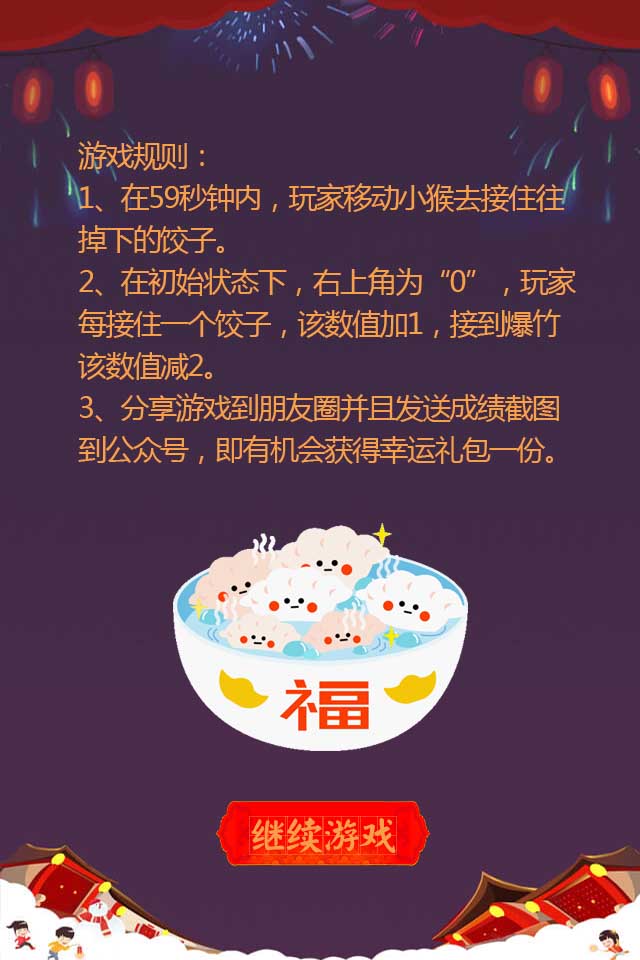 游戏规则：
1、在59秒钟内，玩家移动小猴去接住往
掉下的饺子。
2、在初始状态下，右上角为“0”，玩家
每接住一个饺子，该数值加1，接到爆竹
该数值减2。
3、分享游戏到朋友圈并且发送成绩截图
到公众号，即有机会获得幸运礼包一份。
福
继续游戏